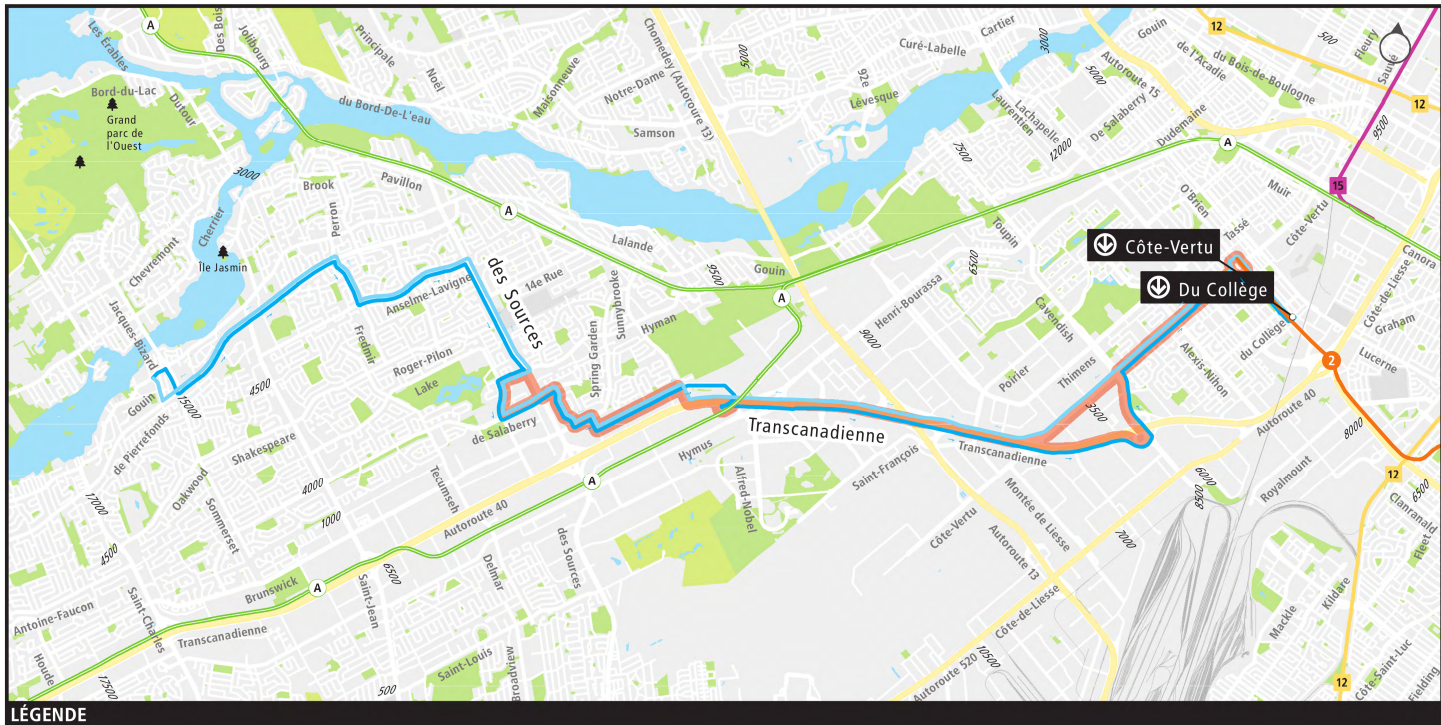 A
Les Érables
Des Bois
Jolibourg
Principale
Noël
Maisonneuve
5000
Chomedey (Autoroute 13)
Curé-Labelle
Cartier
3000
Autoroute 15
5000
Gouin
de l'Acadie
12
du Bois-de-Boulogne
500
Fleury
Sauvé
12
Bord-du-Lac
Dutour
Grand
parc de
l'Ouest
du Bord-De-L'eau
Notre-Dame
Samson
92e
Lévesque
Laurentien
Lachapelle
12000
De Salaberry
Dudemaine
9500
7500
A
3000
Brook
Pavillon
A
Perron
Cherrier
Chevremont
Île Jasmin
Lalande
9500
Gouin
A
O'Brien
Muir
15
Tassé
Côte-Vertu
Canora
Toupin
6500
Côte-Vertu
Du Collège
Jacques-Bizard
Anselme-Lavigne
des Sources
14e Rue
Sunnybrooke
Spring Garden
Hyman
Henri-Bourassa
9000
Cavendish
Côte-de-Liesse
Graham
Fredmir
Roger-Pilon
Lake
Poirier
Thimens
Alexis-Nihon
du Collège
2
Lucerne
Gouin
15000
4500
de Pierrefonds
Shakespeare
de Salaberry
Transcanadienne
3500
Autoroute 40
8000
Hymus
Transcanadienne
Oakwood
Sommerset
4000
1000
Tecumseh
A
Alfred-Nobel
Saint-François
6000
8500
Royalmount
12
6500
17000
4500
Autoroute 40
des Sources
Montée de Liesse
Côte-Vertu
Autoroute 13
7000
Clanranald
Fleet
Brunswick
A
6500
Saint-Jean
Delmar
Antoine-Faucon
Saint-Charles
Transcanadienne
Côte-de-Liesse
Mackle
Kildare
Houde
17500
500
Saint-Louis
Broadview
10500
Autoroute 520
12
Côte-Saint-Luc
Fielding
LÉGENDE